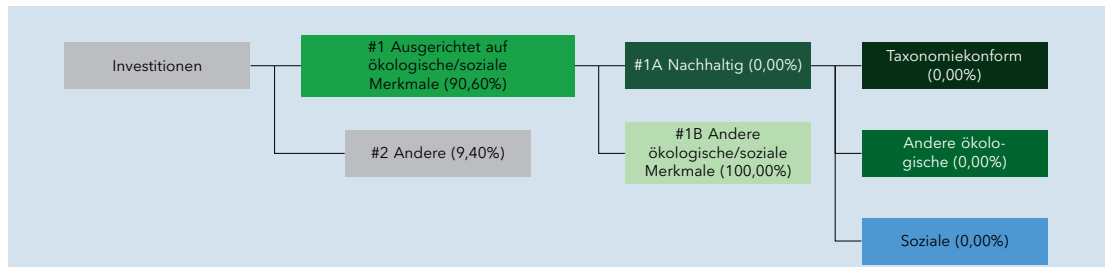 Investitionen
#1 Ausgerichtet auf
ökologische/soziale
Merkmale (90,60%)
#2 Andere (9,40%)
#1A Nachhaltig (0,00%)
#1B Andere
ökologische/soziale
Merkmale (100,00%)
Taxonomiekonform
(0,00%)
Andere ökolo-
gische (0,00%)
Soziale (0,00%)